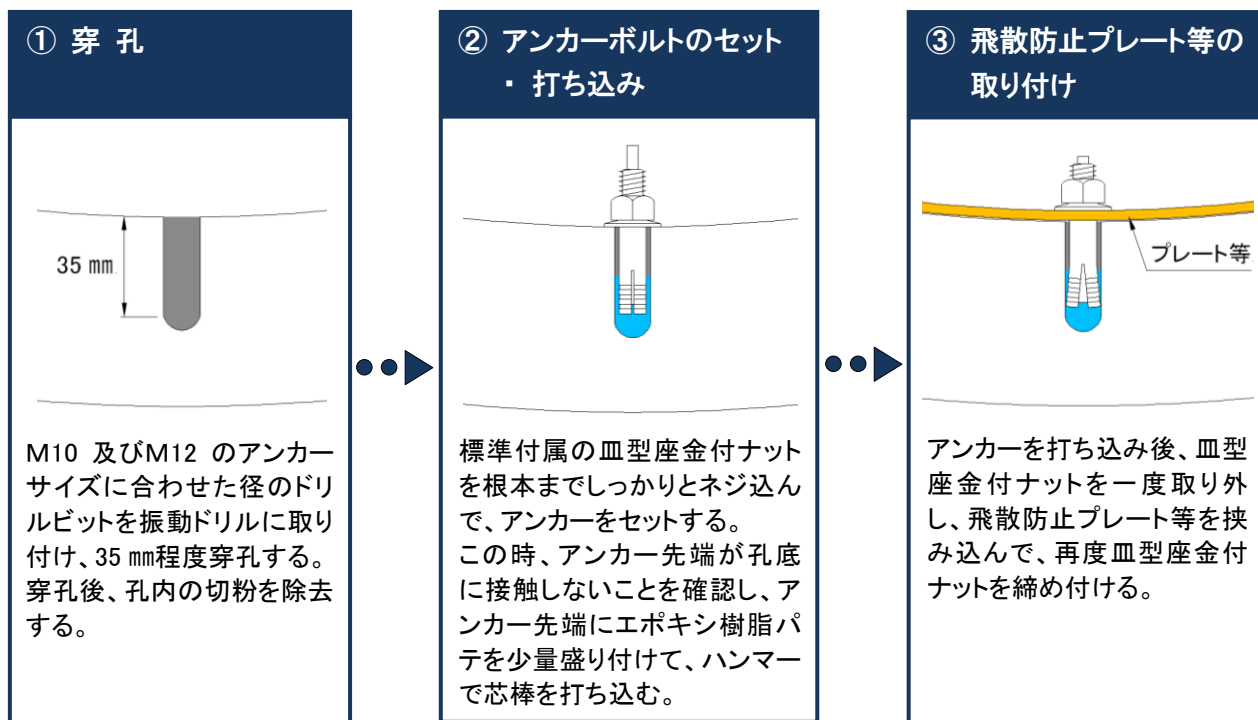 ① 穿 孔
35 ㎜
M10 及びM12 のアンカー
サイズに合わせた径のドリ
ルビットを振動ドリルに取り
付け、35 ㎜程度穿孔する。
穿孔後、孔内の切粉を除去
する。
② アンカーボルトのセット
・ 打ち込み
標準付属の皿型座金付ナット
を根本までしっかりとネジ込ん
で、アンカーをセットする。
この時、アンカー先端が孔底
に接触しないことを確認し、ア
ンカー先端にエポキシ樹脂パ
テを少量盛り付けて、ハンマー
で芯棒を打ち込む。
③ 飛散防止プレート等の
取り付け
プレート等
アンカーを打ち込み後、皿型
座金付ナットを一度取り外
し、飛散防止プレート等を挟
み込んで、再度皿型座金付
ナットを締め付ける。